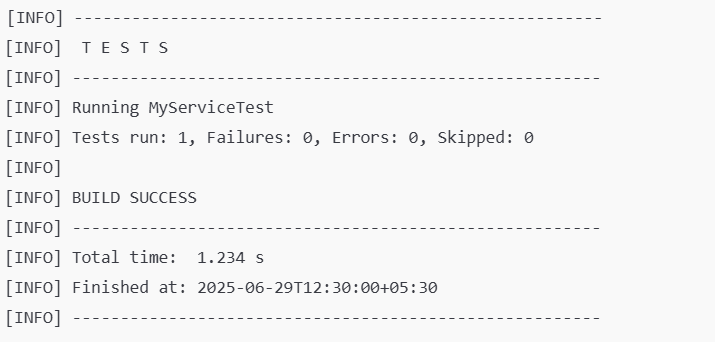 [INFO] -------------------------------------------------------
[INFO]  T E S T S
[INFO] -------------------------------------------------------
[INFO] Running MyServiceTest
[INFO] Tests run: 1, Failures: 0, Errors: 0, Skipped: 0
[INFO]
[INFO] BUILD SUCCESS
[INFO] -------------------------------------------------------
[INFO] Total time:  1.234 s
[INFO] Finished at: 2025-06-29T12:30:00+05:30
[INFO] -------------------------------------------------------